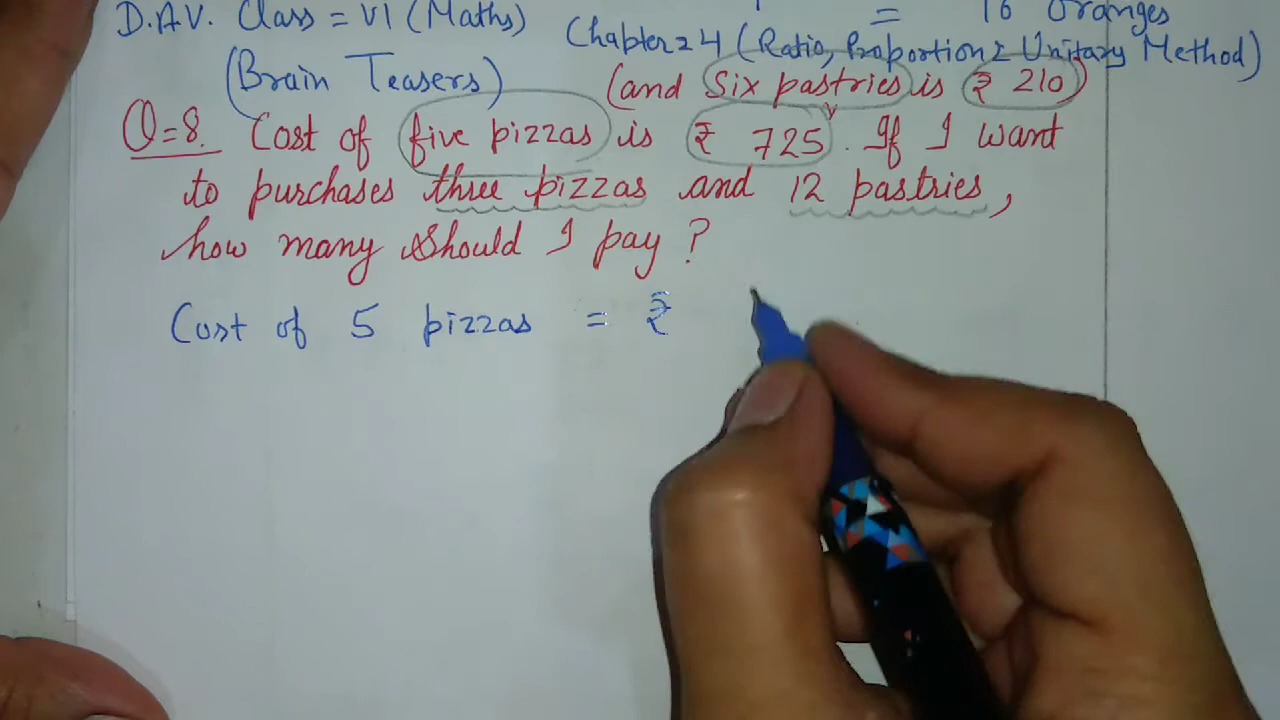 D.A.V. Class = VI (Maths) = 16 Oranges
Chapter = 4 (Ratio, Proportion & Unitary Method)
(Brain Teasers) (and Six pastries is ₹ 210)
Q=8. Cost of five pizzas is ₹ 725. If I want
to purchases three pizzas and 12 pastries,
how many should I pay?
Cost of 5 pizzas = ₹